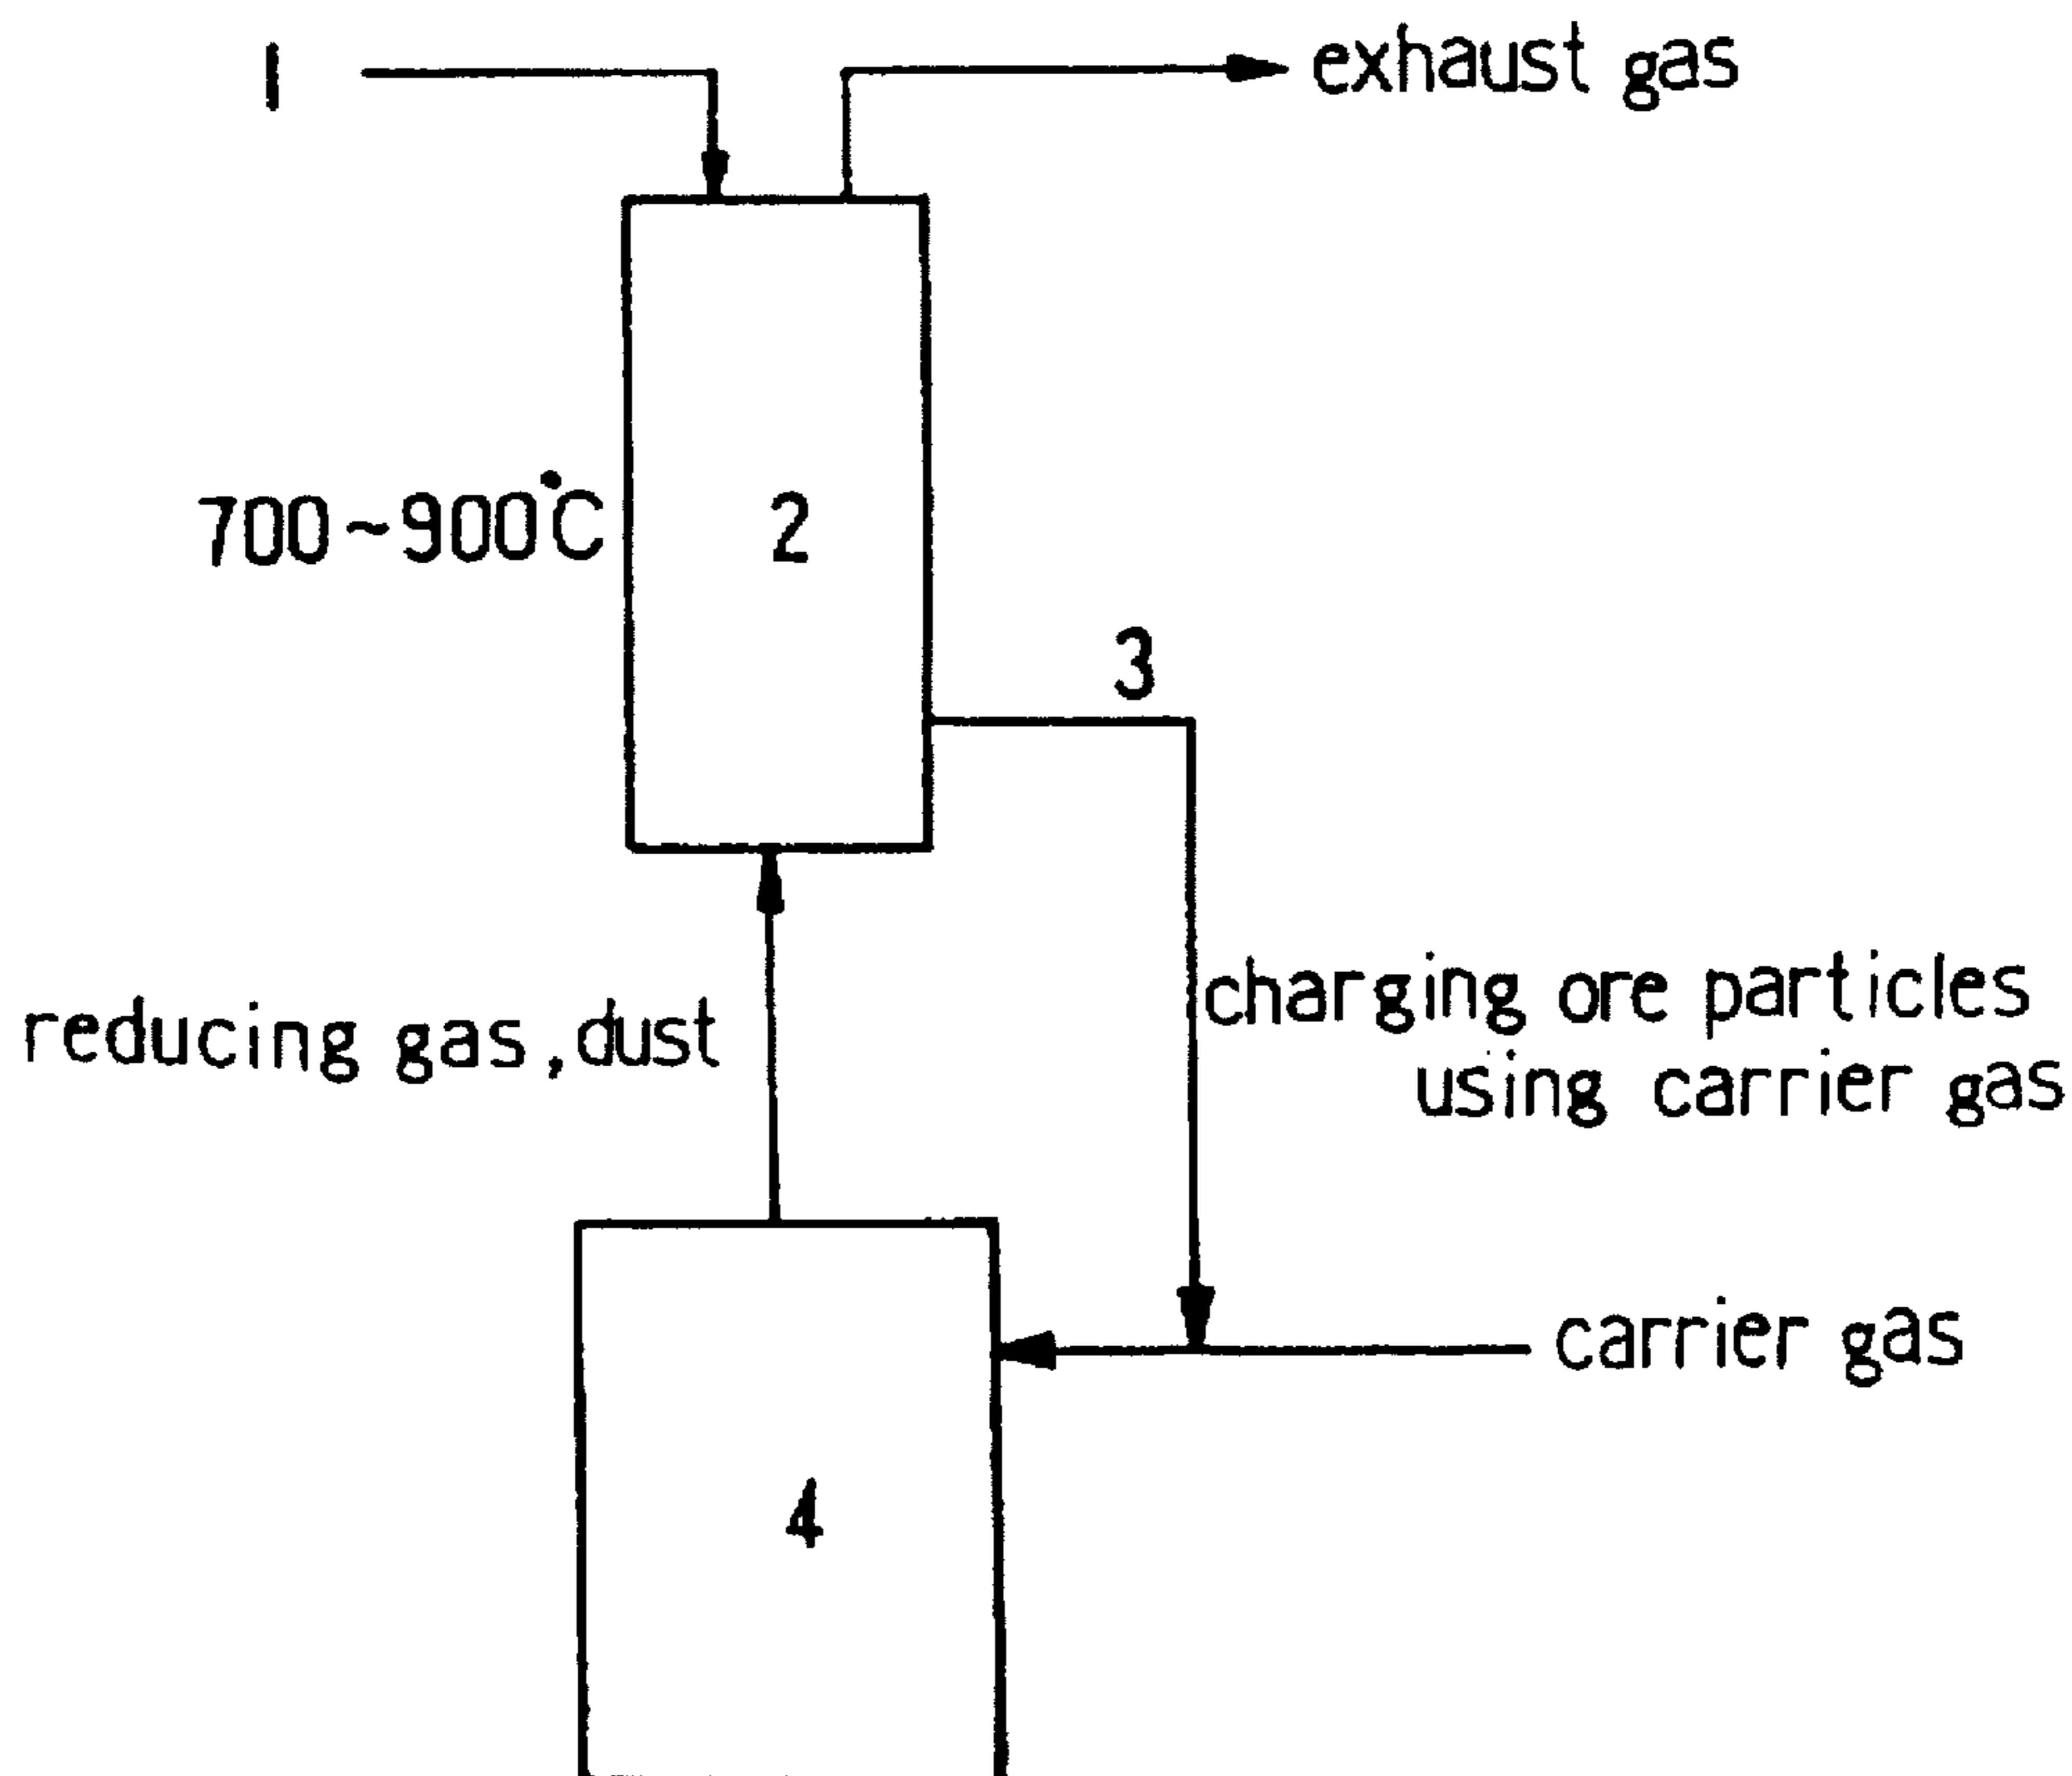 1
exhaust gas
700~900°C
2
3
reducing gas, dust
charging ore particles
using carrier gas
carrier gas
4